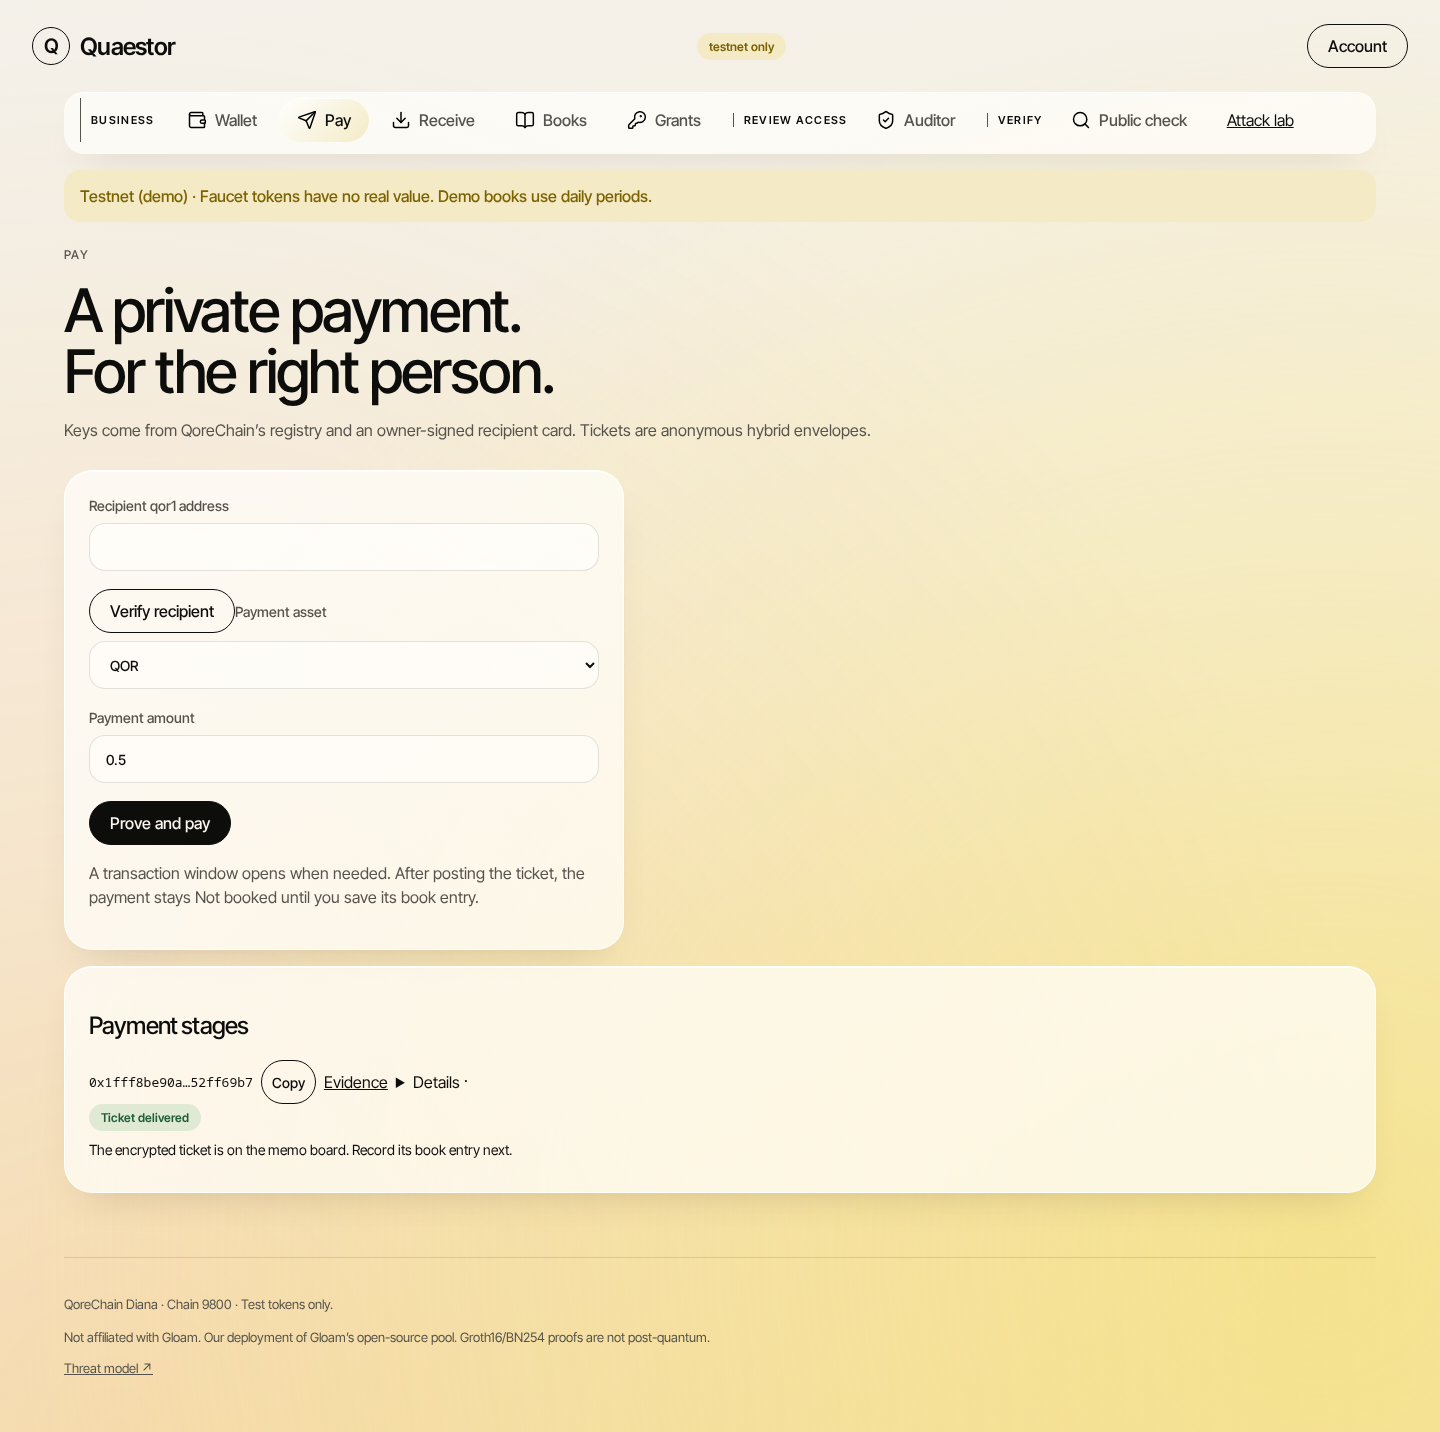 Q Quaestor
testnet only
Account
BUSINESS Wallet Pay Receive Books Grants REVIEW ACCESS Auditor VERIFY Public check Attack lab
Testnet (demo) · Faucet tokens have no real value. Demo books use daily periods.
PAY
A private payment.
For the right person.
Keys come from QoreChain’s registry and an owner-signed recipient card. Tickets are anonymous hybrid envelopes.
Recipient qor1 address
Verify recipient Payment asset
QOR
Payment amount
0.5
Prove and pay
A transaction window opens when needed. After posting the ticket, the
payment stays Not booked until you save its book entry.
Payment stages
0x1fff8be90a…52ff69b7 Copy Evidence ▶ Details ·
Ticket delivered
The encrypted ticket is on the memo board. Record its book entry next.
QoreChain Diana · Chain 9800 · Test tokens only.
Not affiliated with Gloam. Our deployment of Gloam’s open-source pool. Groth16/BN254 proofs are not post-quantum.
Threat model ↗